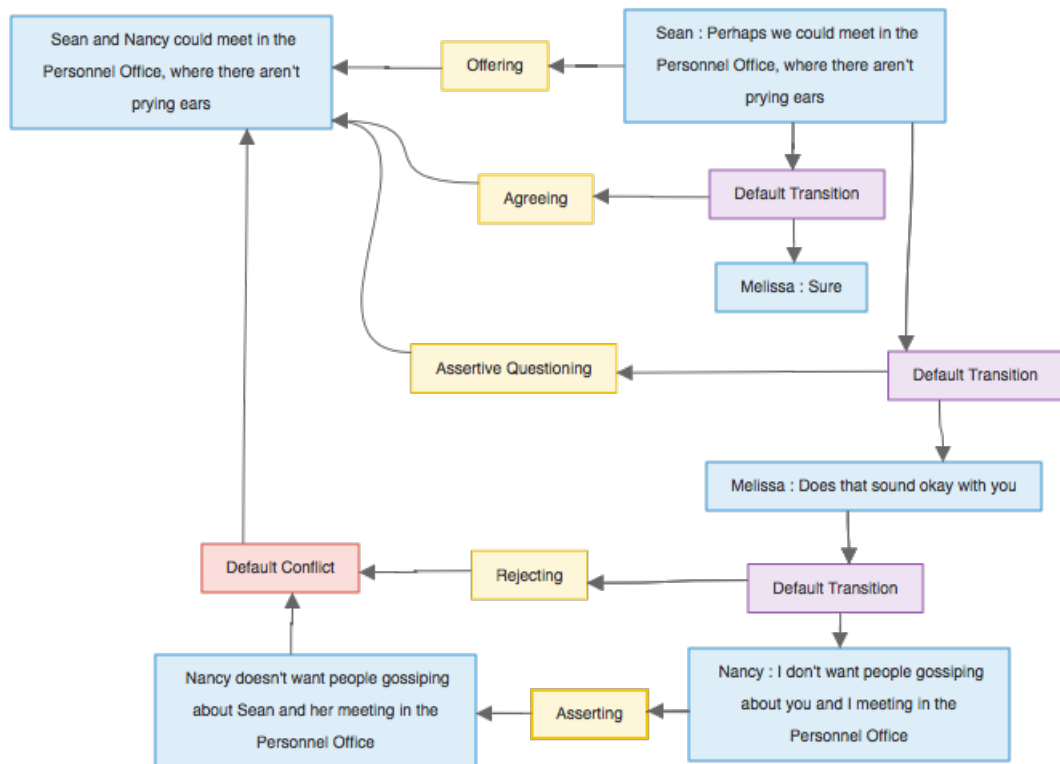 Sean and Nancy could meet in the
Personnel Office, where there aren't
prying ears
Offering
Sean : Perhaps we could meet in the
Personnel Office, where there aren't
prying ears
Agreeing
Default Transition
Melissa : Sure
Assertive Questioning
Default Transition
Melissa : Does that sound okay with you
Default Conflict
Rejecting
Default Transition
Nancy doesn't want people gossiping
about Sean and her meeting in the
Personnel Office
Asserting
Nancy : I don't want people gossiping
about you and I meeting in the
Personnel Office